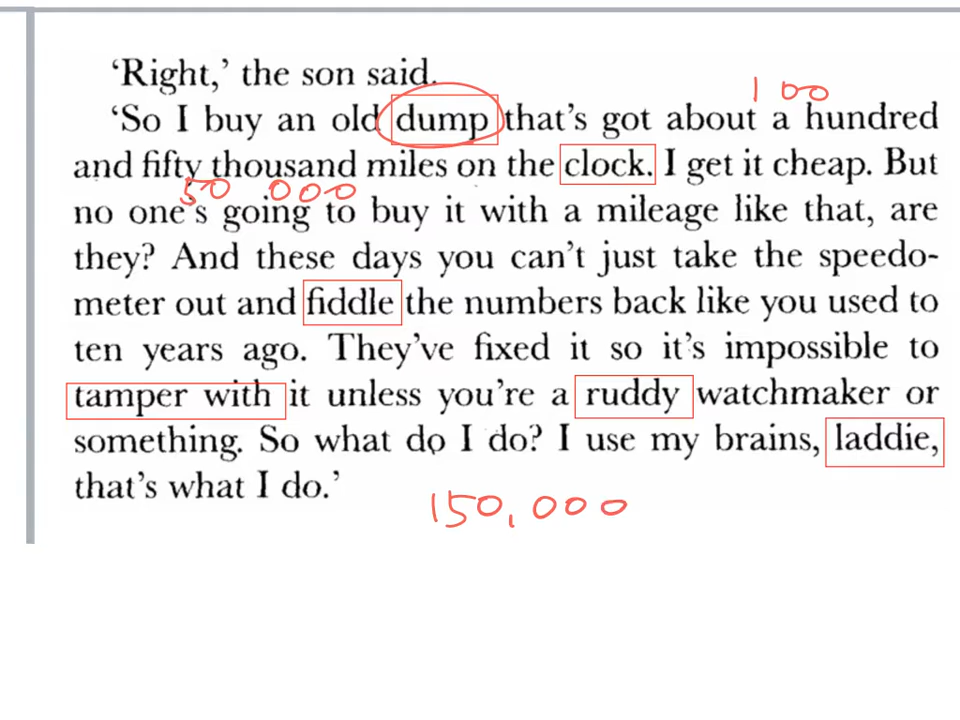 ‘Right,’ the son said.
1 00
‘So I buy an old dump that’s got about a hundred
and fifty thousand miles on the clock. I get it cheap. But
50 000
no one’s going to buy it with a mileage like that, are
they? And these days you can’t just take the speedo-
meter out and fiddle the numbers back like you used to
ten years ago. They’ve fixed it so it’s impossible to
tamper with it unless you’re a ruddy watchmaker or
something. So what do I do? I use my brains, laddie,
that’s what I do.’
150,000